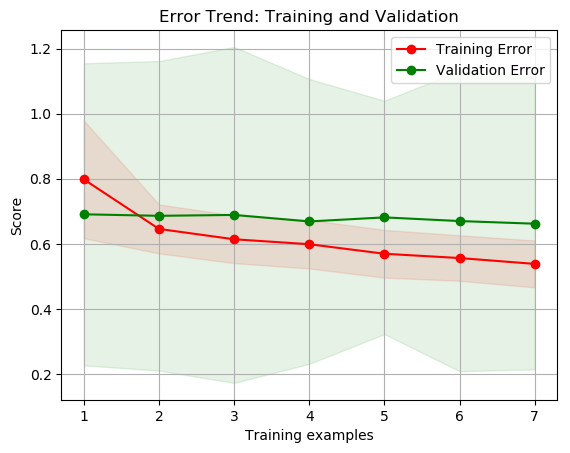 Error Trend: Training and Validation
Training Error
Validation Error
Score
1.2
1.0
0.8
0.6
0.4
0.2
1 2 3 4 5 6 7
Training examples